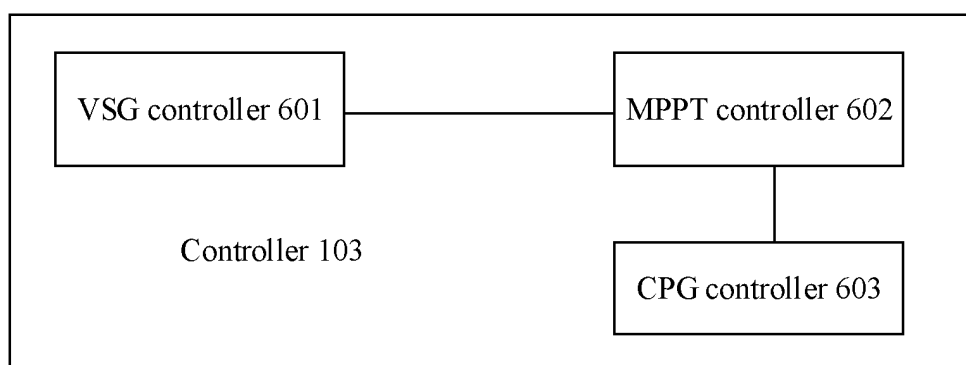 VSG controller 601
MPPT controller 602
Controller 103
CPG controller 603